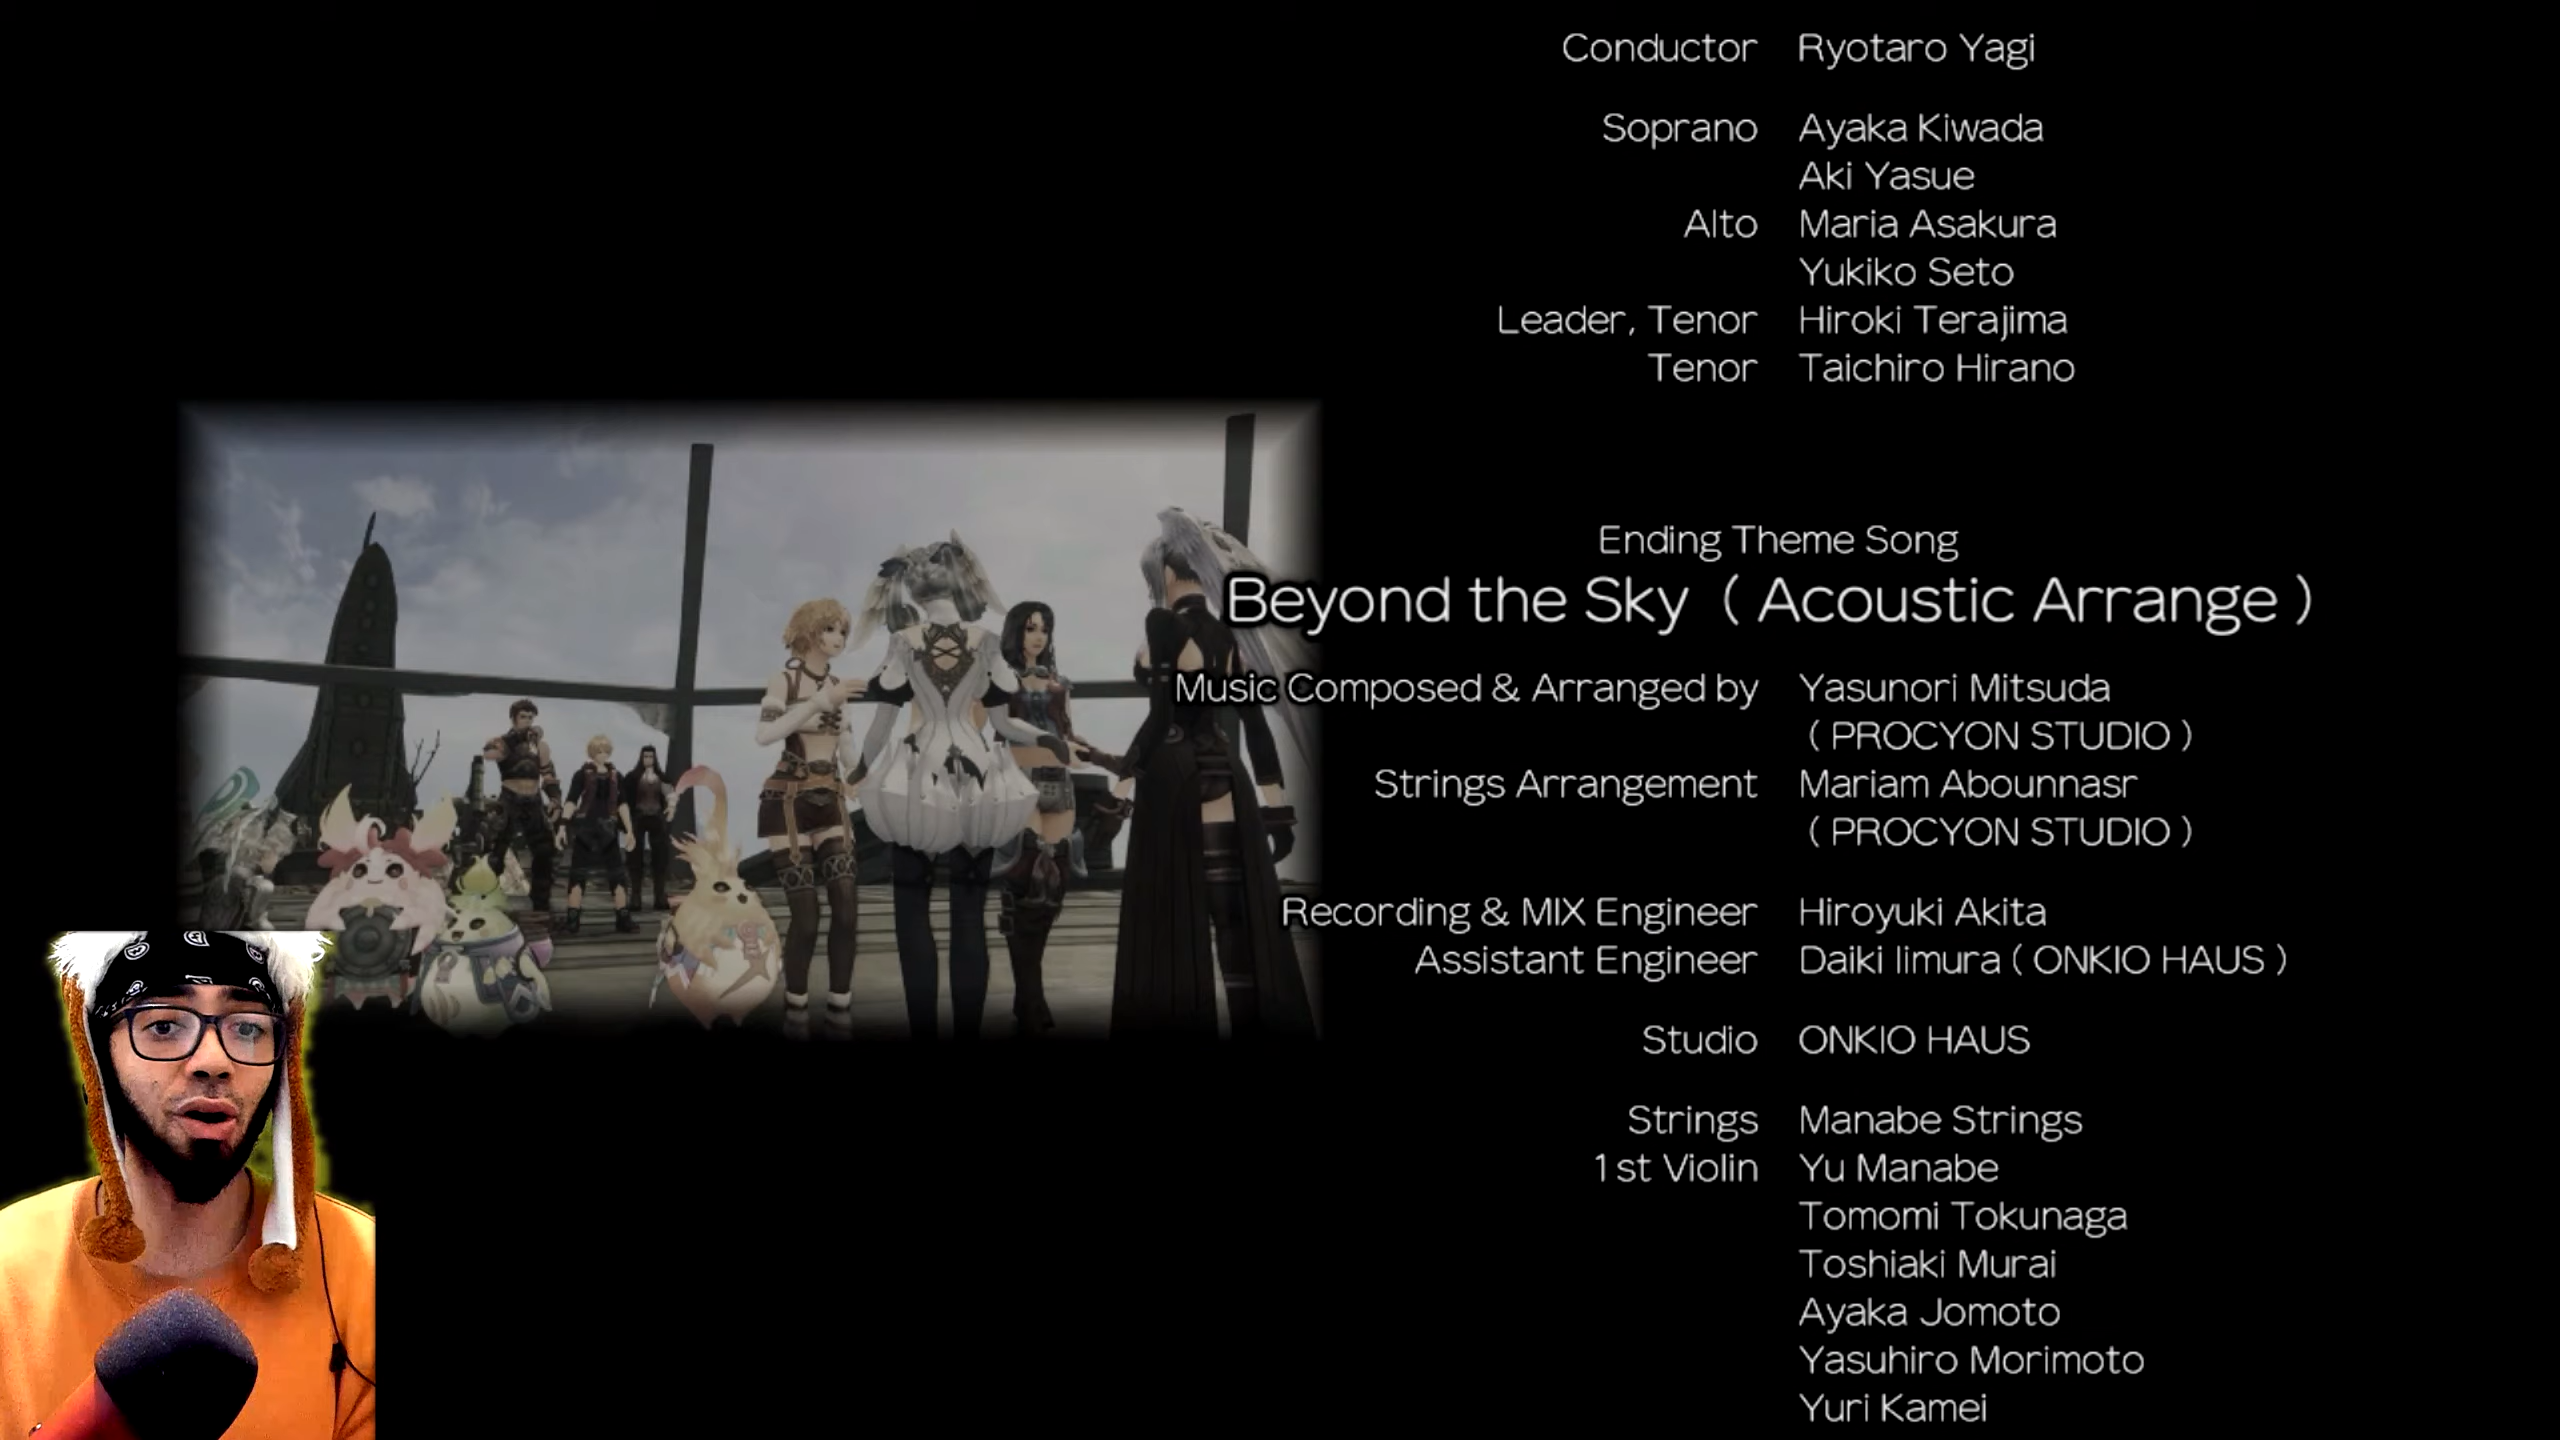 Conductor Ryotaro Yagi
Soprano Ayaka Kiwada
Aki Yasue
Alto Maria Asakura
Yukiko Seto
Leader, Tenor Hiroki Terajima
Tenor Taichiro Hirano
Ending Theme Song
Beyond the Sky ( Acoustic Arrange )
Music Composed & Arranged by Yasunori Mitsuda
( PROCYON STUDIO )
Strings Arrangement Mariam Abounnasr
( PROCYON STUDIO )
Recording & MIX Engineer Hiroyuki Akita
Assistant Engineer Daiki Iimura ( ONKIO HAUS )
Studio ONKIO HAUS
Strings Manabe Strings
1st Violin Yu Manabe
Tomomi Tokunaga
Toshiaki Murai
Ayaka Jomoto
Yasuhiro Morimoto
Yuri Kamei